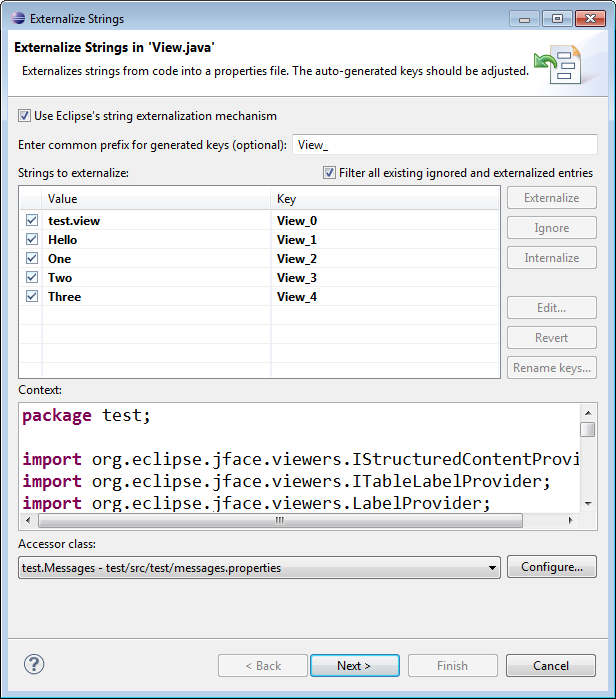 Externalize Strings
Externalize Strings in 'View.java'
Externalizes strings from code into a properties file. The auto-generated keys should be adjusted.
Use Eclipse's string externalization mechanism
Enter common prefix for generated keys (optional): View_
Strings to externalize: Filter all existing ignored and externalized entries
Value Key
test.view View_0
Hello View_1
One View_2
Two View_3
Three View_4
Externalize
Ignore
Internalize
Edit...
Revert
Rename keys...
Context:
package test;
import org.eclipse.jface.viewers.IStructuredContentProvi
import org.eclipse.jface.viewers.ITableLabelProvider;
import org.eclipse.jface.viewers.LabelProvider;
Accessor class:
test.Messages - test/src/test/messages.properties Configure...
? < Back Next > Finish Cancel